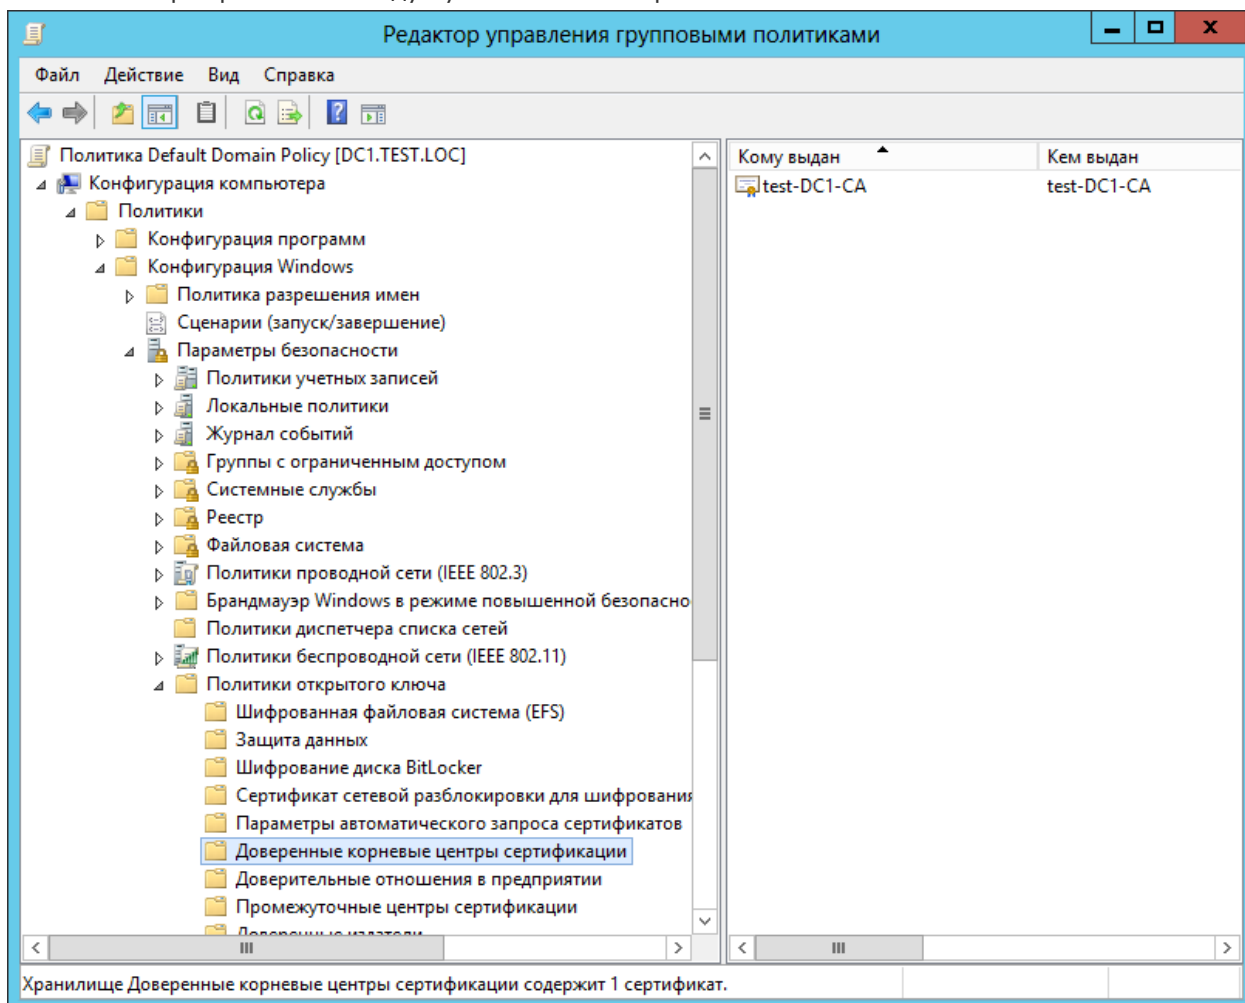 Редактор управления групповыми политиками
Файл Действие Вид Справка
Политика Default Domain Policy [DC1.TEST.LOC]
Конфигурация компьютера
Политики
Конфигурация программ
Конфигурация Windows
Политика разрешения имен
Сценарии (запуск/завершение)
Параметры безопасности
Политики учетных записей
Локальные политики
Журнал событий
Группы с ограниченным доступом
Системные службы
Реестр
Файловая система
Политики проводной сети (IEEE 802.3)
Брандмауэр Windows в режиме повышенной безопасно
Политики диспетчера списка сетей
Политики беспроводной сети (IEEE 802.11)
Политики открытого ключа
Шифрованная файловая система (EFS)
Защита данных
Шифрование диска BitLocker
Сертификат сетевой разблокировки для шифрования
Параметры автоматического запроса сертификатов
Доверенные корневые центры сертификации
Доверительные отношения в предприятии
Промежуточные центры сертификации
Доверенные издатели
Кому выдан Кем выдан
test-DC1-CA test-DC1-CA
Хранилище Доверенные корневые центры сертификации содержит 1 сертификат.